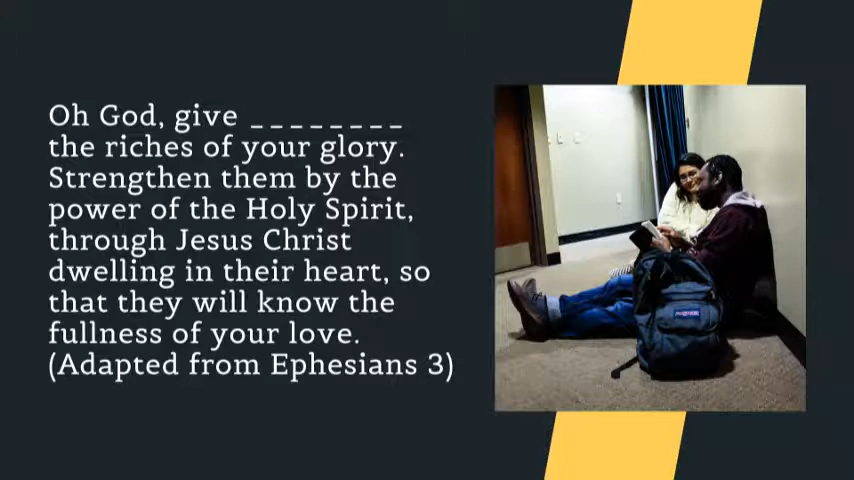 Oh God, give ________
the riches of your glory.
Strengthen them by the
power of the Holy Spirit,
through Jesus Christ
dwelling in their heart, so
that they will know the
fullness of your love.
(Adapted from Ephesians 3)
JANSPORT